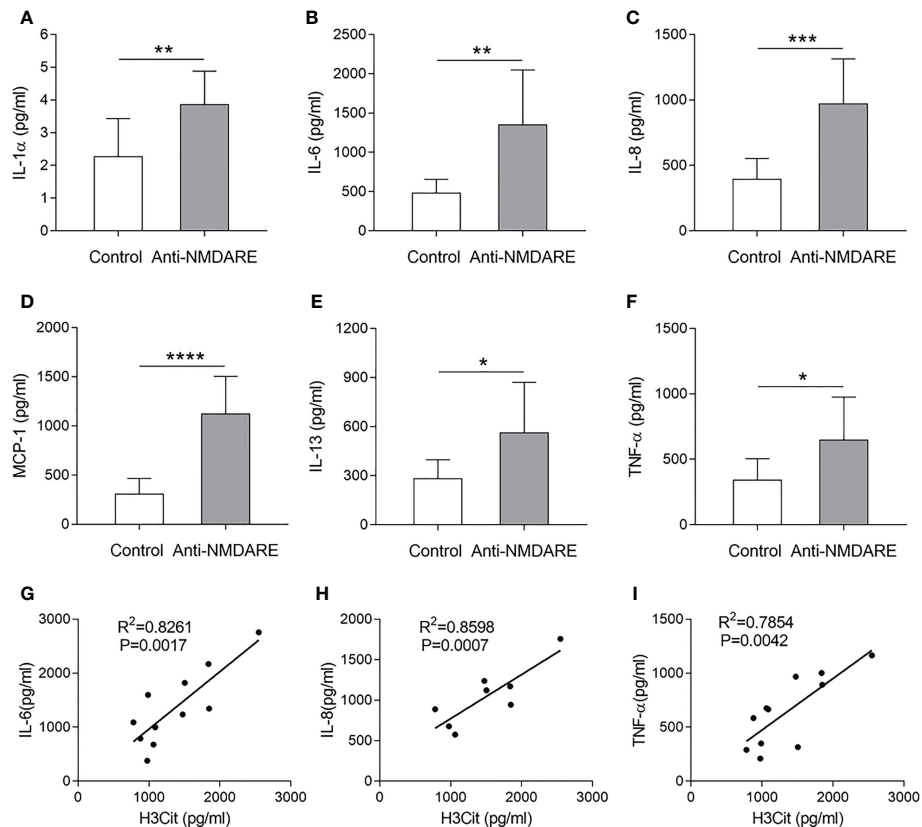 A
IL-1α (pg/ml)
6
5
4
3
2
1
0
**
Control Anti-NMDARE
B
IL-6 (pg/ml)
2500
2000
1500
1000
500
0
**
Control Anti-NMDARE
C
IL-8 (pg/ml)
1500
1000
500
0
***
Control Anti-NMDARE
D
MCP-1 (pg/ml)
2000
1500
1000
500
0
****
Control Anti-NMDARE
E
IL-13 (pg/ml)
1200
900
600
300
0
*
Control Anti-NMDARE
F
TNF-α (pg/ml)
1500
1000
500
0
*
Control Anti-NMDARE
G
IL-6(pg/ml)
3000
2000
1000
0
R²=0.8261
P=0.0017
0 1000 2000 3000
H3Cit (pg/ml)
H
IL-8(pg/ml)
2000
1500
1000
500
0
R²=0.8598
P=0.0007
0 1000 2000 3000
H3Cit (pg/ml)
I
TNF-α(pg/ml)
1500
1000
500
0
R²=0.7854
P=0.0042
0 1000 2000 3000
H3Cit (pg/ml)